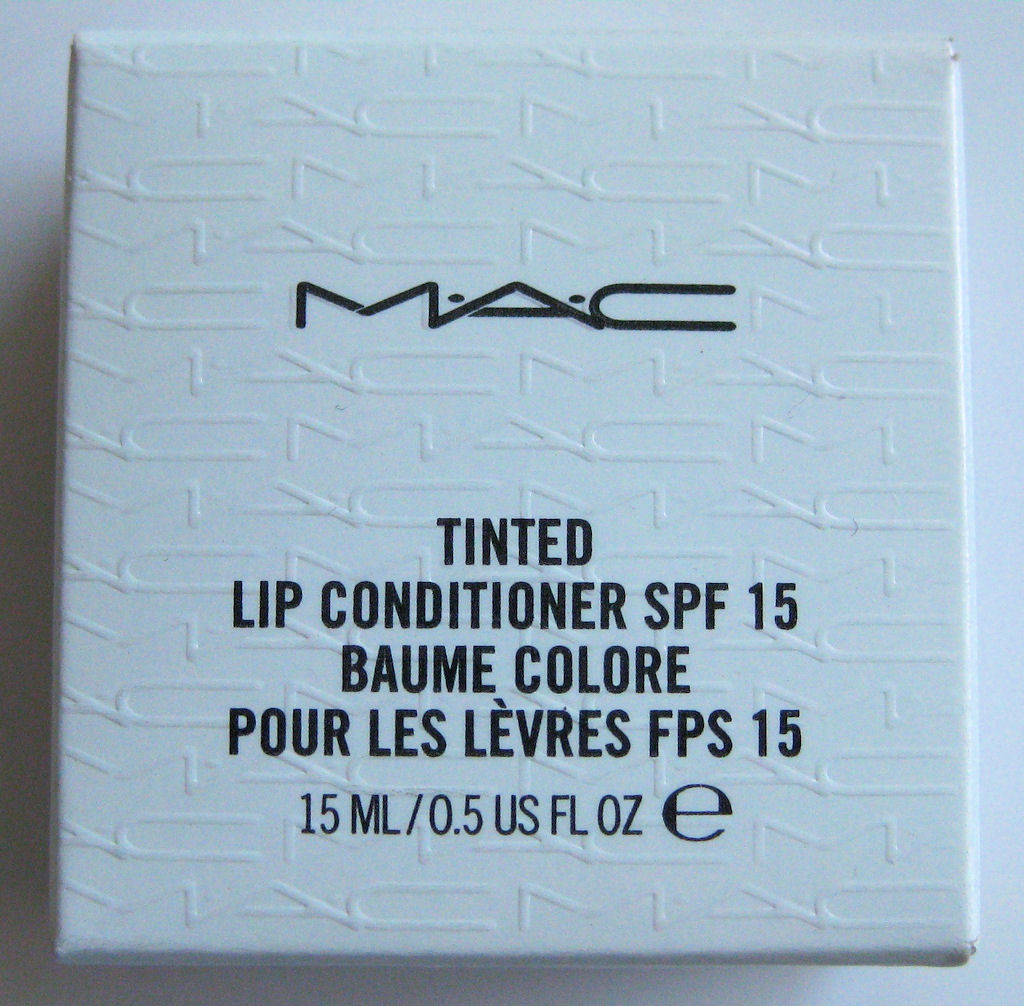 M·A·C
TINTED
LIP CONDITIONER SPF 15
BAUME COLORE
POUR LES LÈVRES FPS 15
15 ML/0.5 US FL OZ ℮